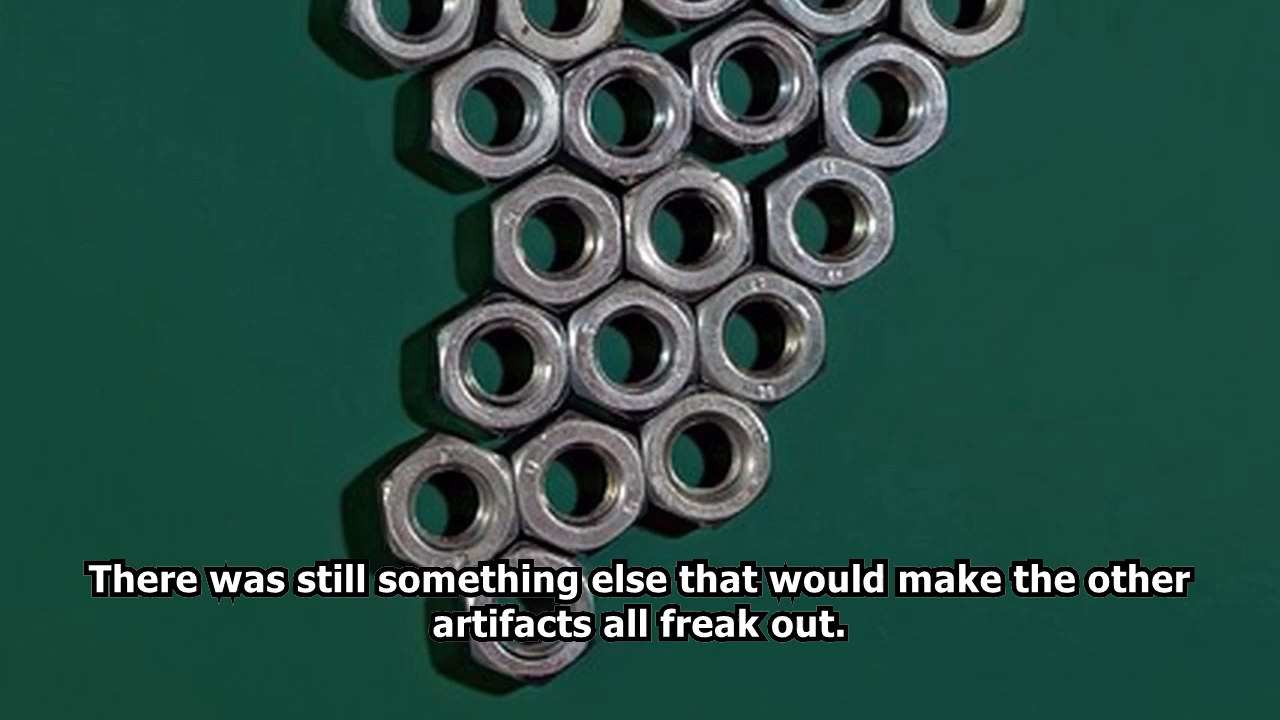 There was still something else that would make the other
artifacts all freak out.